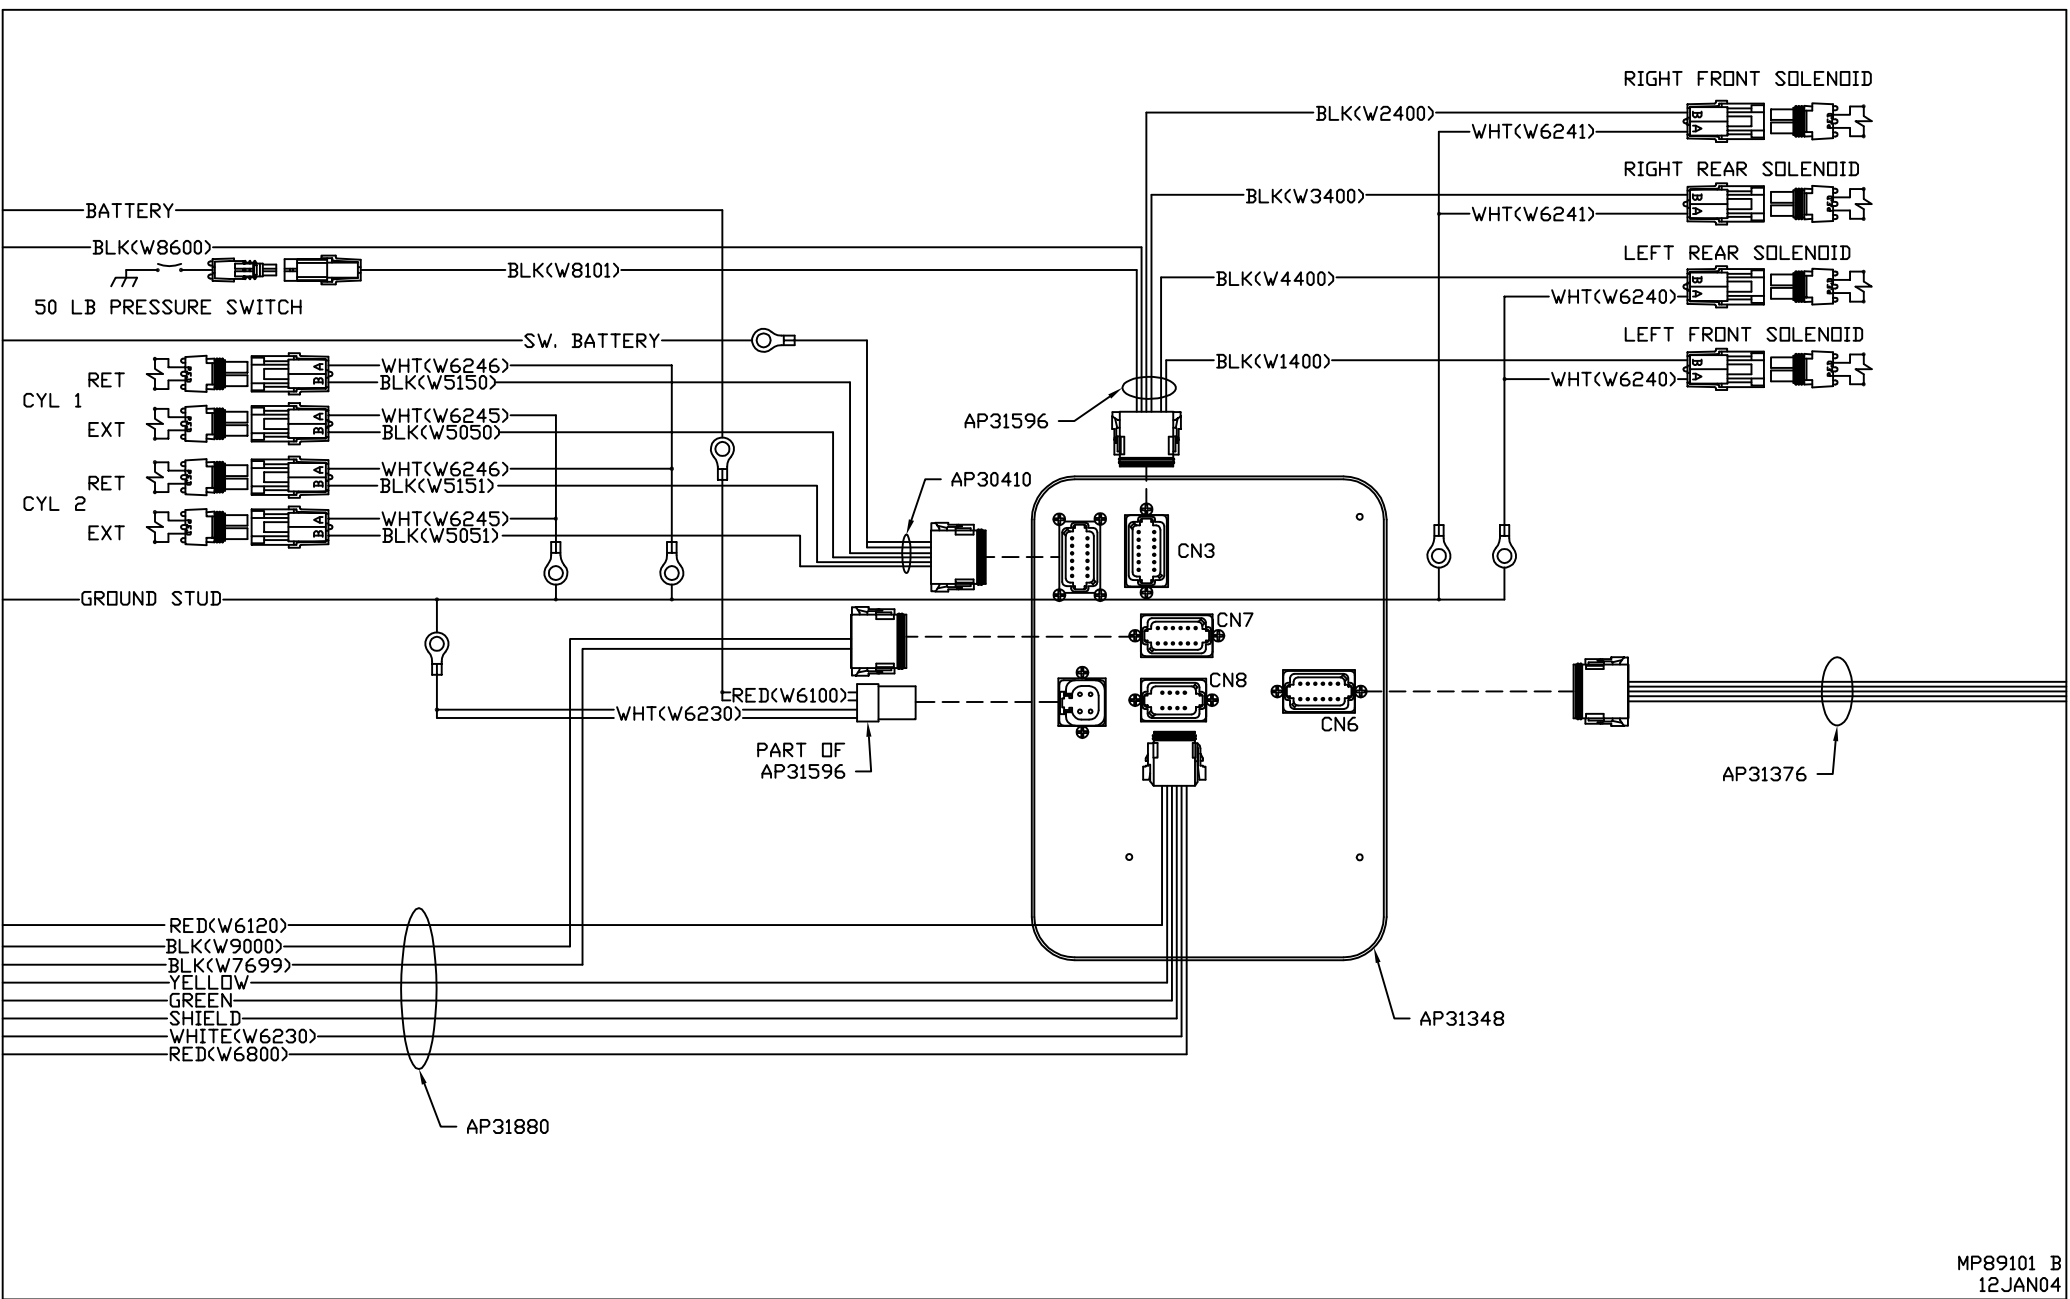 RIGHT FRONT SOLENOID
BLK(W2400)
WHT(W6241)
B
A
RIGHT REAR SOLENOID
BLK(W3400)
WHT(W6241)
B
A
BATTERY
BLK(W8600)
BLK(W8101)
50 LB PRESSURE SWITCH
LEFT REAR SOLENOID
BLK(W4400)
WHT(W6240)
B
A
LEFT FRONT SOLENOID
BLK(W1400)
WHT(W6240)
B
A
SW. BATTERY
AP31596
CYL 1
RET
A
B
WHT(W6246)
BLK(W5150)
EXT
A
B
WHT(W6245)
BLK(W5050)
CYL 2
RET
A
B
WHT(W6246)
BLK(W5151)
EXT
A
B
WHT(W6245)
BLK(W5051)
AP30410
CN3
GROUND STUD
CN7
RED(W6100)
WHT(W6230)
PART OF
AP31596
CN8
CN6
AP31376
RED(W6120)
BLK(W9000)
BLK(W7699)
YELLOW
GREEN
SHIELD
WHITE(W6230)
RED(W6800)
AP31348
AP31880
MP89101 B
12JAN04